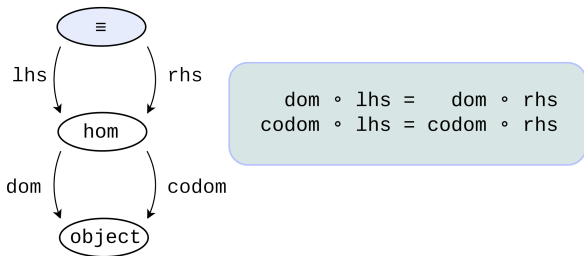 ≡
lhs
rhs
hom
dom
codom
object
dom ∘ lhs = dom ∘ rhs
codom ∘ lhs = codom ∘ rhs